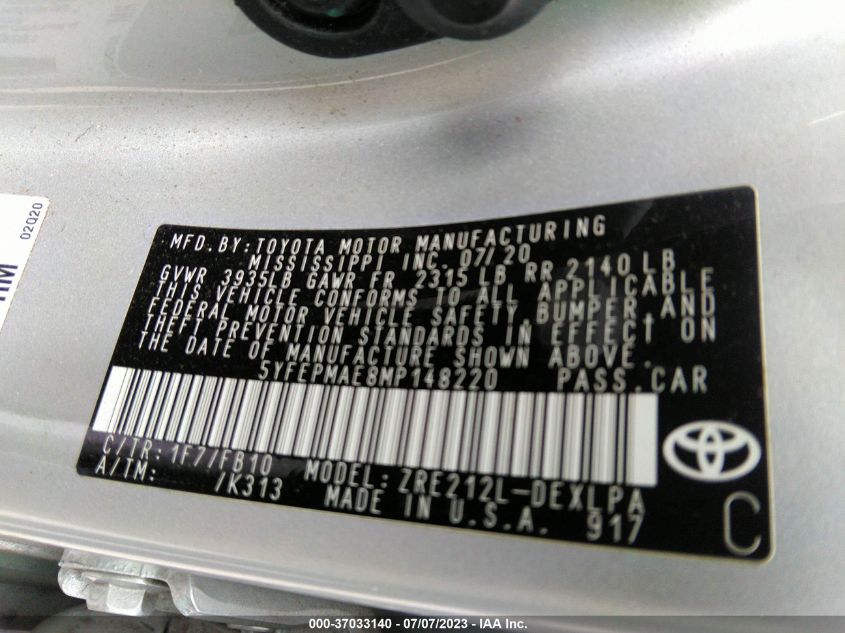 02Q20
MFD. BY: TOYOTA MOTOR MANUFACTURING
MISSISSIPPI INC. 07/20
GVWR 3935LB GAWR FR 2315 LB RR 2140 LB
THIS VEHICLE CONFORMS TO ALL APPLICABLE
FEDERAL MOTOR VEHICLE SAFETY, BUMPER, AND
THEFT PREVENTION STANDARDS IN EFFECT ON
THE DATE OF MANUFACTURE SHOWN ABOVE.
5YFEPMAE8MP148220 PASS. CAR
C/TR: 1F7/FB10 MODEL: ZRE212L-DEXLPA
A/TM: /K313 MADE IN U.S.A. 917
C
000-37033140 - 07/07/2023 - IAA Inc.